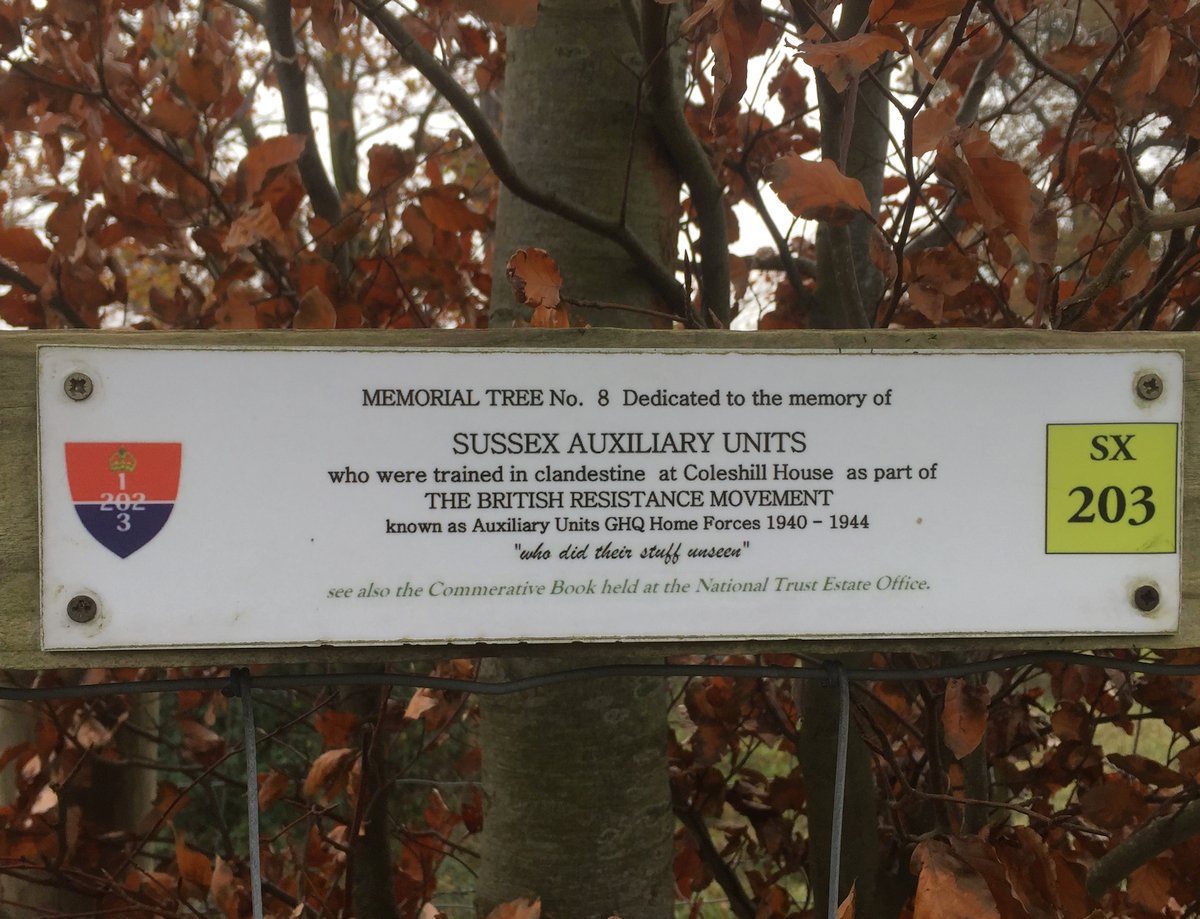 MEMORIAL TREE No. 8 Dedicated to the memory of
SUSSEX AUXILIARY UNITS
who were trained in clandestine at Coleshill House as part of
THE BRITISH RESISTANCE MOVEMENT
known as Auxiliary Units GHQ Home Forces 1940 - 1944
"who did their stuff unseen"
see also the Commerative Book held at the National Trust Estate Office.
1
202
3
SX
203